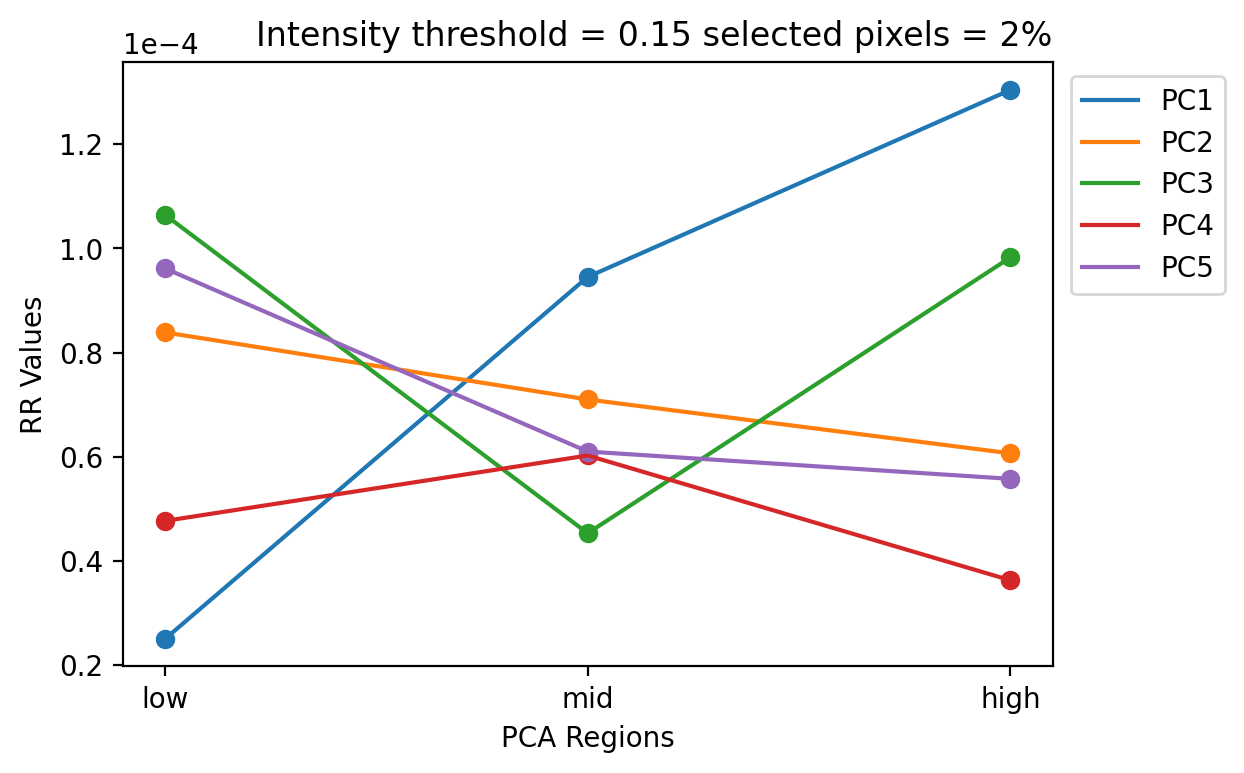 Intensity threshold = 0.15 selected pixels = 2%
1e−4
1.2
1.0
0.8
0.6
0.4
0.2
RR Values
low mid high
PCA Regions
PC1
PC2
PC3
PC4
PC5